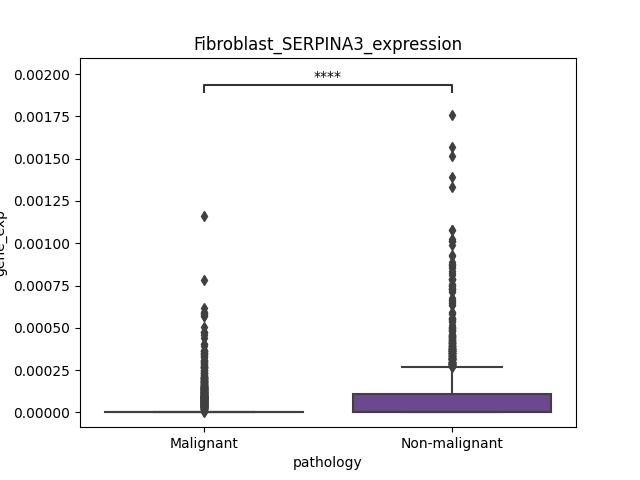 Fibroblast_SERPINA3_expression
****
0.00200
0.00175
0.00150
0.00125
0.00100
0.00075
0.00050
0.00025
0.00000
gene_exp
Malignant
Non-malignant
pathology